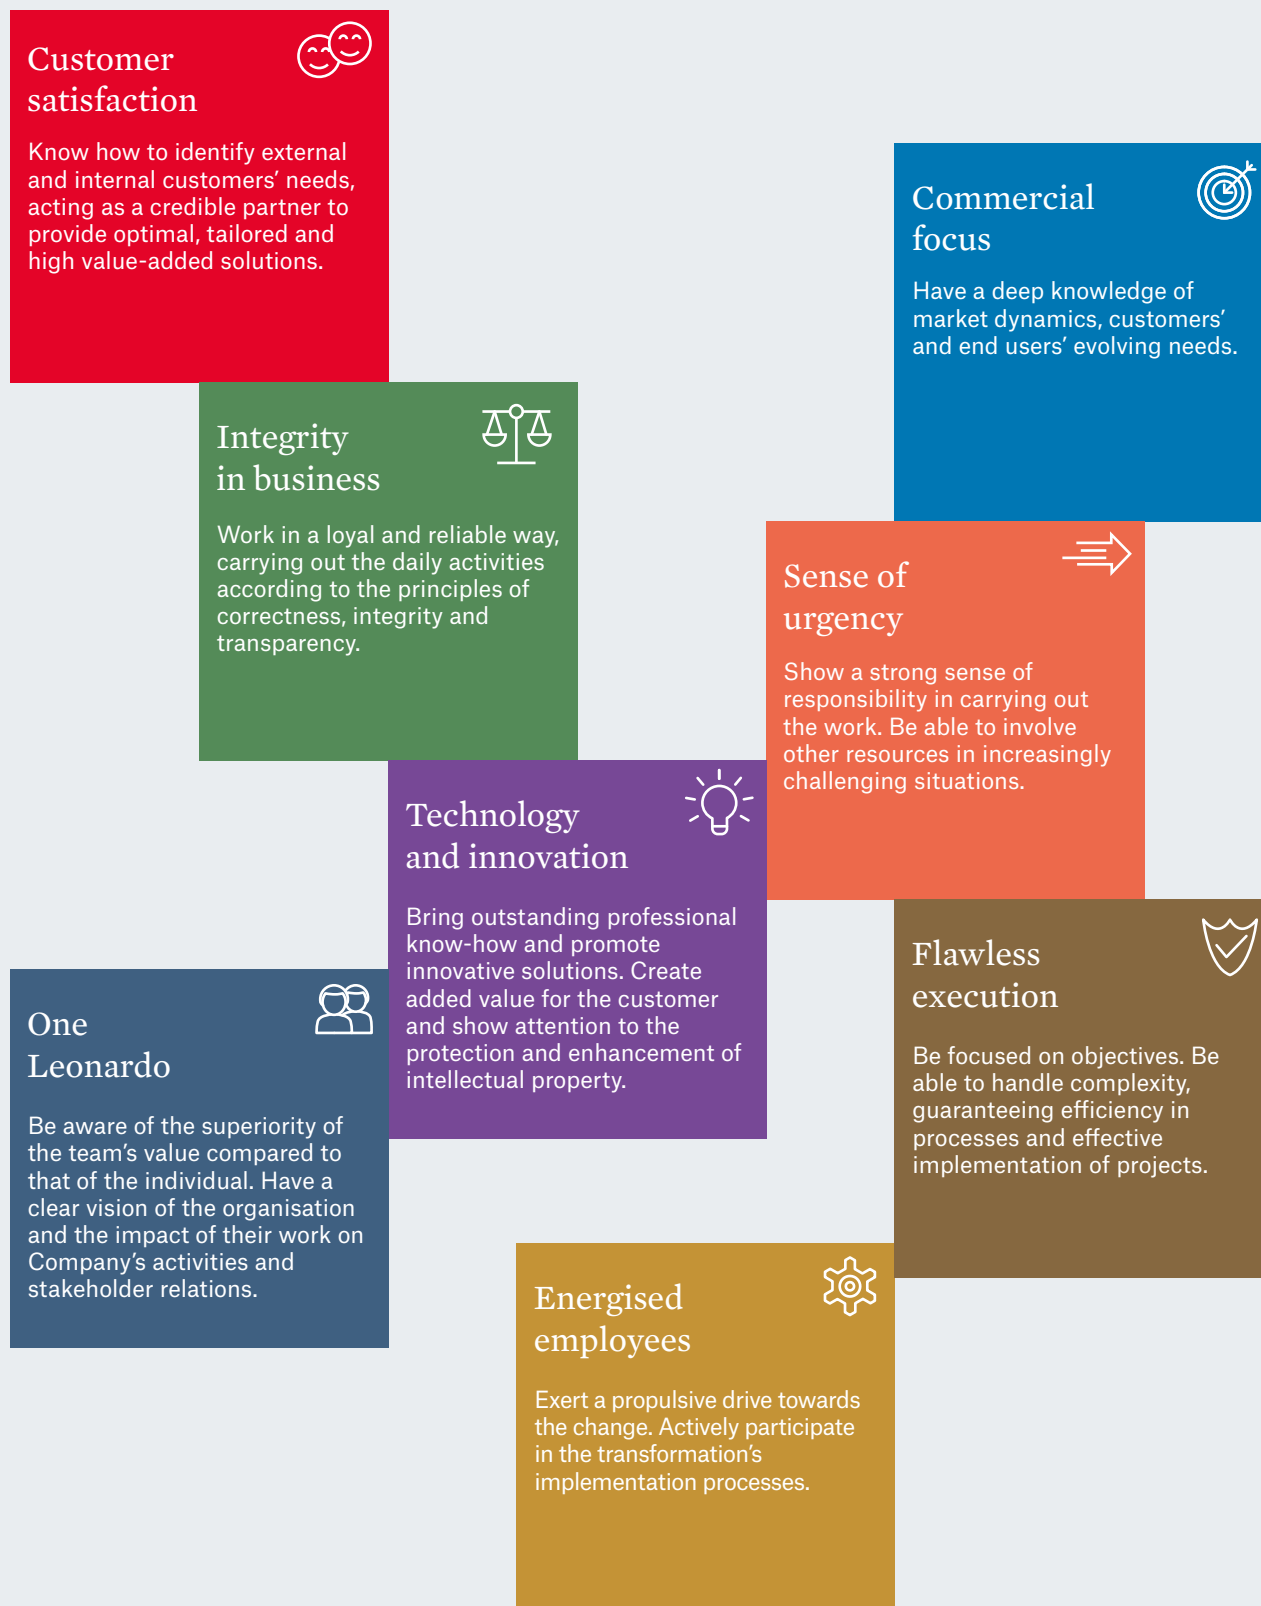 Customer
satisfaction
Know how to identify external
and internal customers’ needs,
acting as a credible partner to
provide optimal, tailored and
high value-added solutions.
Commercial
focus
Have a deep knowledge of
market dynamics, customers’
and end users’ evolving needs.
Integrity
in business
Work in a loyal and reliable way,
carrying out the daily activities
according to the principles of
correctness, integrity and
transparency.
Sense of
urgency
Show a strong sense of
responsibility in carrying out
the work. Be able to involve
other resources in increasingly
challenging situations.
Technology
and innovation
Bring outstanding professional
know-how and promote
innovative solutions. Create
added value for the customer
and show attention to the
protection and enhancement of
intellectual property.
Flawless
execution
Be focused on objectives. Be
able to handle complexity,
guaranteeing efficiency in
processes and effective
implementation of projects.
One
Leonardo
Be aware of the superiority of
the team’s value compared to
that of the individual. Have a
clear vision of the organisation
and the impact of their work on
Company’s activities and
stakeholder relations.
Energised
employees
Exert a propulsive drive towards
the change. Actively participate
in the transformation’s
implementation processes.